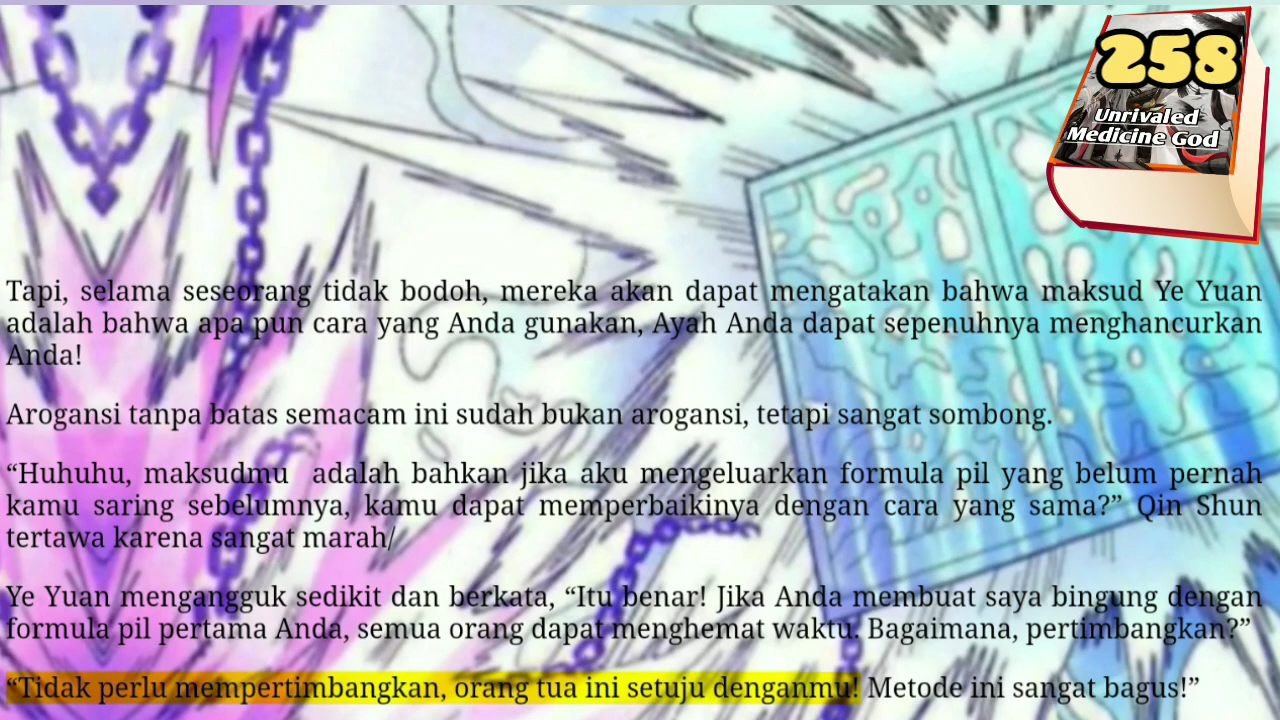 258
Unrivaled
Medicine God
Tapi, selama seseorang tidak bodoh, mereka akan dapat mengatakan bahwa maksud Ye Yuan
adalah bahwa apa pun cara yang Anda gunakan, Ayah Anda dapat sepenuhnya menghancurkan
Anda!
Arogansi tanpa batas semacam ini sudah bukan arogansi, tetapi sangat sombong.
“Huhuhu, maksudmu  adalah bahkan jika aku mengeluarkan formula pil yang belum pernah
kamu saring sebelumnya, kamu dapat memperbaikinya dengan cara yang sama?” Qin Shun
tertawa karena sangat marah/
Ye Yuan mengangguk sedikit dan berkata, “Itu benar! Jika Anda membuat saya bingung dengan
formula pil pertama Anda, semua orang dapat menghemat waktu. Bagaimana, pertimbangkan?”
“Tidak perlu mempertimbangkan, orang tua ini setuju denganmu! Metode ini sangat bagus!”